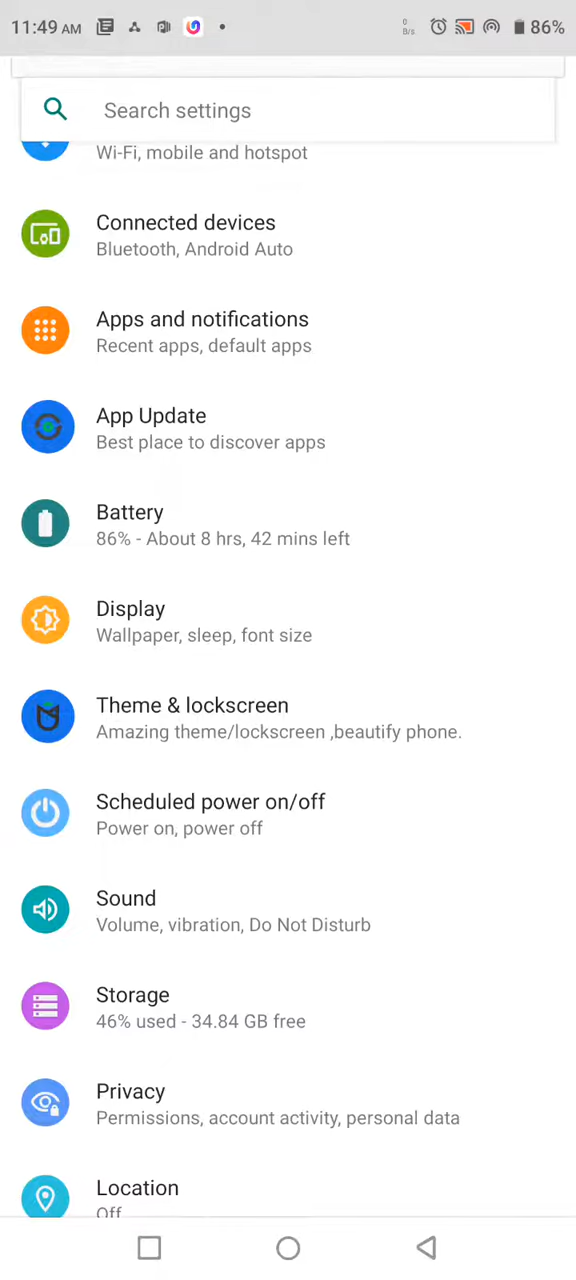 11:49 AM
0 B/s
86%
Search settings
Wi-Fi, mobile and hotspot
Connected devices
Bluetooth, Android Auto
Apps and notifications
Recent apps, default apps
App Update
Best place to discover apps
Battery
86% - About 8 hrs, 42 mins left
Display
Wallpaper, sleep, font size
Theme & lockscreen
Amazing theme/lockscreen ,beautify phone.
Scheduled power on/off
Power on, power off
Sound
Volume, vibration, Do Not Disturb
Storage
46% used - 34.84 GB free
Privacy
Permissions, account activity, personal data
Location
Off